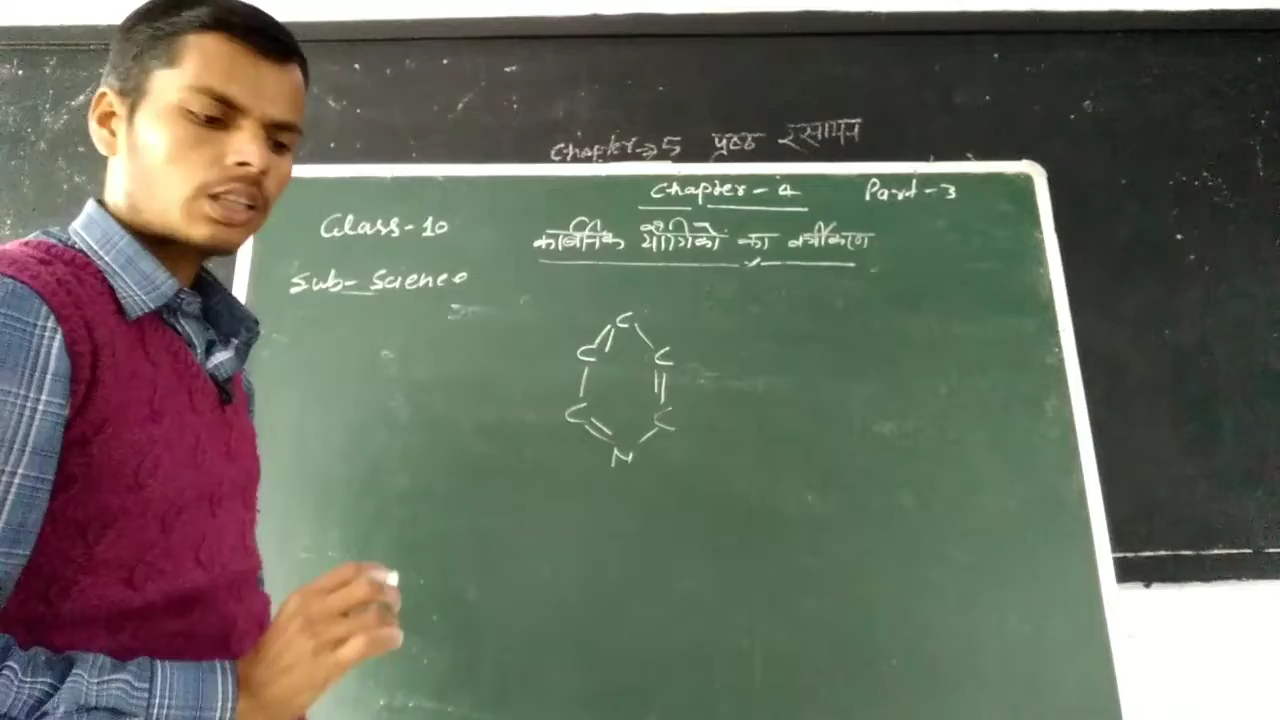 Chapter → 5 पृष्ठ रसायन
Chapter - 4 Part - 3
Class - 10
कार्बनिक यौगिकों का वर्गीकरण
Sub - Science
C
C C
C C
N